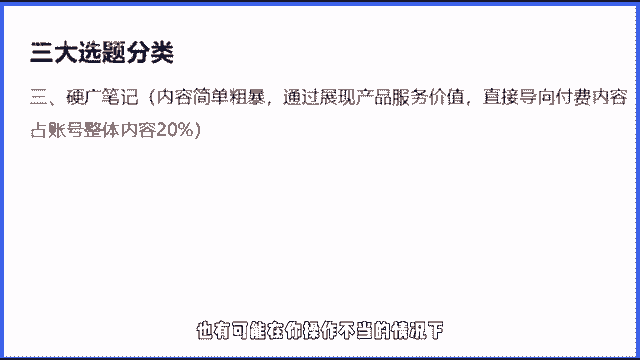 三大选题分类
三、硬广笔记（内容简单粗暴，通过展现产品服务价值，直接导向付费内容
占账号整体内容20%）
也有可能在你操作不当的情况下